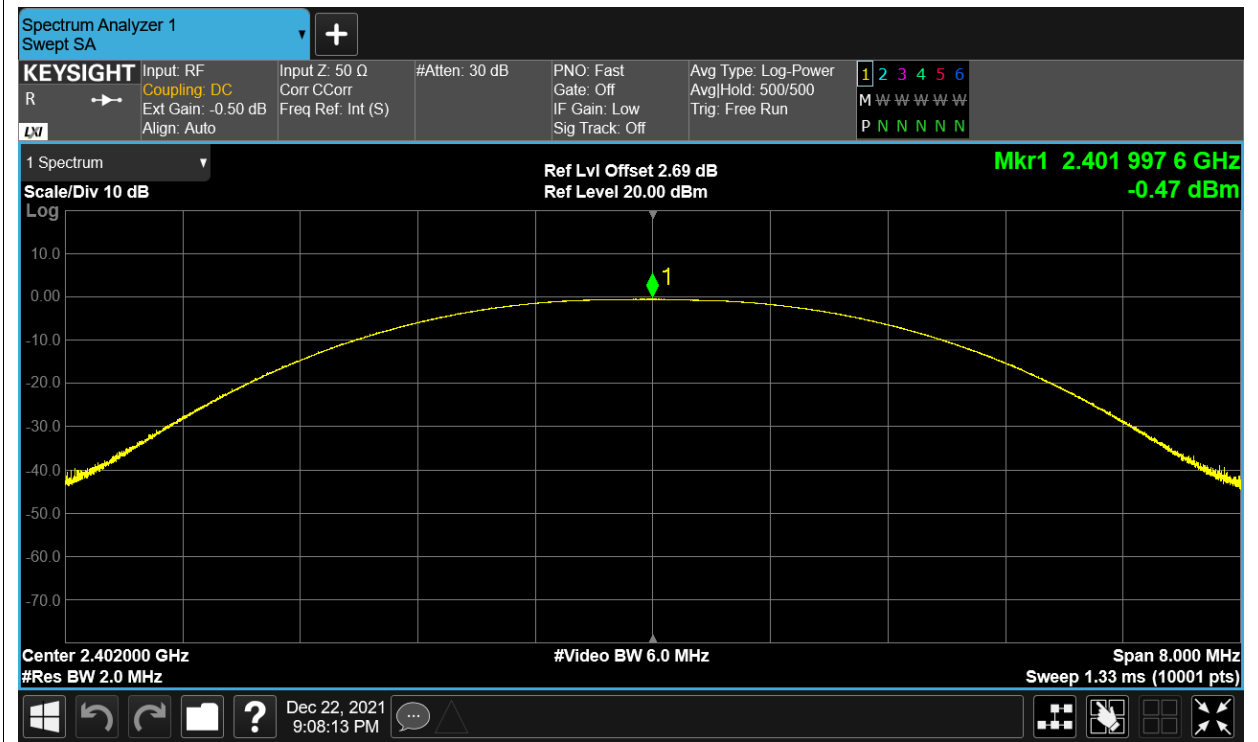 Spectrum Analyzer 1
Swept SA
KEYSIGHT
R
LXI
Input: RF
Coupling: DC
Ext Gain: -0.50 dB
Align: Auto
Input Z: 50 Ω
Corr CCorr
Freq Ref: Int (S)
#Atten: 30 dB
PNO: Fast
Gate: Off
IF Gain: Low
Sig Track: Off
Avg Type: Log-Power
Avg|Hold: 500/500
Trig: Free Run
1 2 3 4 5 6
M W W W W W
P N N N N N
1 Spectrum
Scale/Div 10 dB
Log
Ref Lvl Offset 2.69 dB
Ref Level 20.00 dBm
Mkr1 2.401 997 6 GHz
-0.47 dBm
1
10.0
0.00
-10.0
-20.0
-30.0
-40.0
-50.0
-60.0
-70.0
Center 2.402000 GHz
#Res BW 2.0 MHz
#Video BW 6.0 MHz
Span 8.000 MHz
Sweep 1.33 ms (10001 pts)
?
Dec 22, 2021
9:08:13 PM